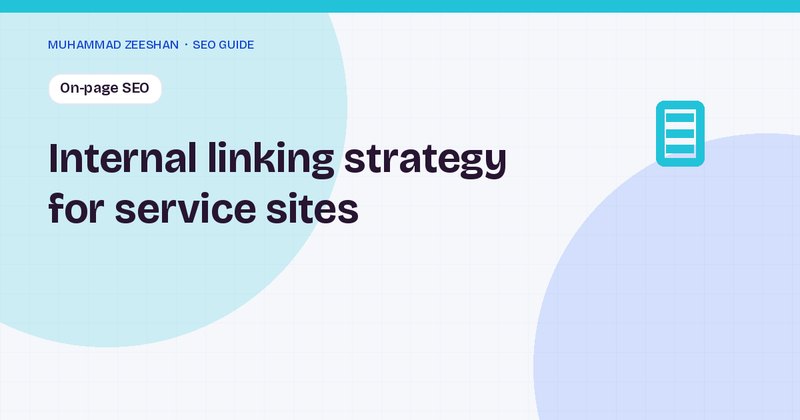 MUHAMMAD ZEESHAN · SEO GUIDE
On-page SEO
Internal linking strategy
for service sites